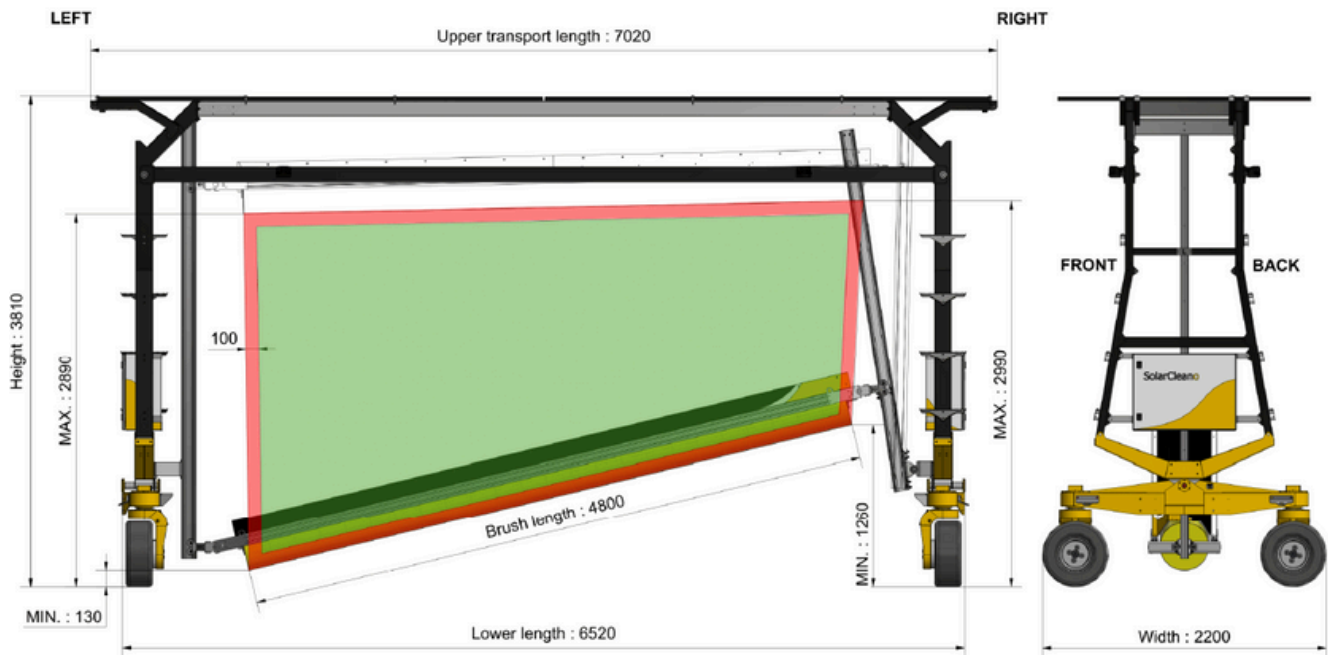 LEFT
RIGHT
Upper transport length : 7020
Height : 3810
MAX. : 2890
100
FRONT
BACK
SolarCleano
MAX. : 2990
Brush length : 4800
MIN. : 1260
MIN. : 130
Lower length : 6520
Width : 2200